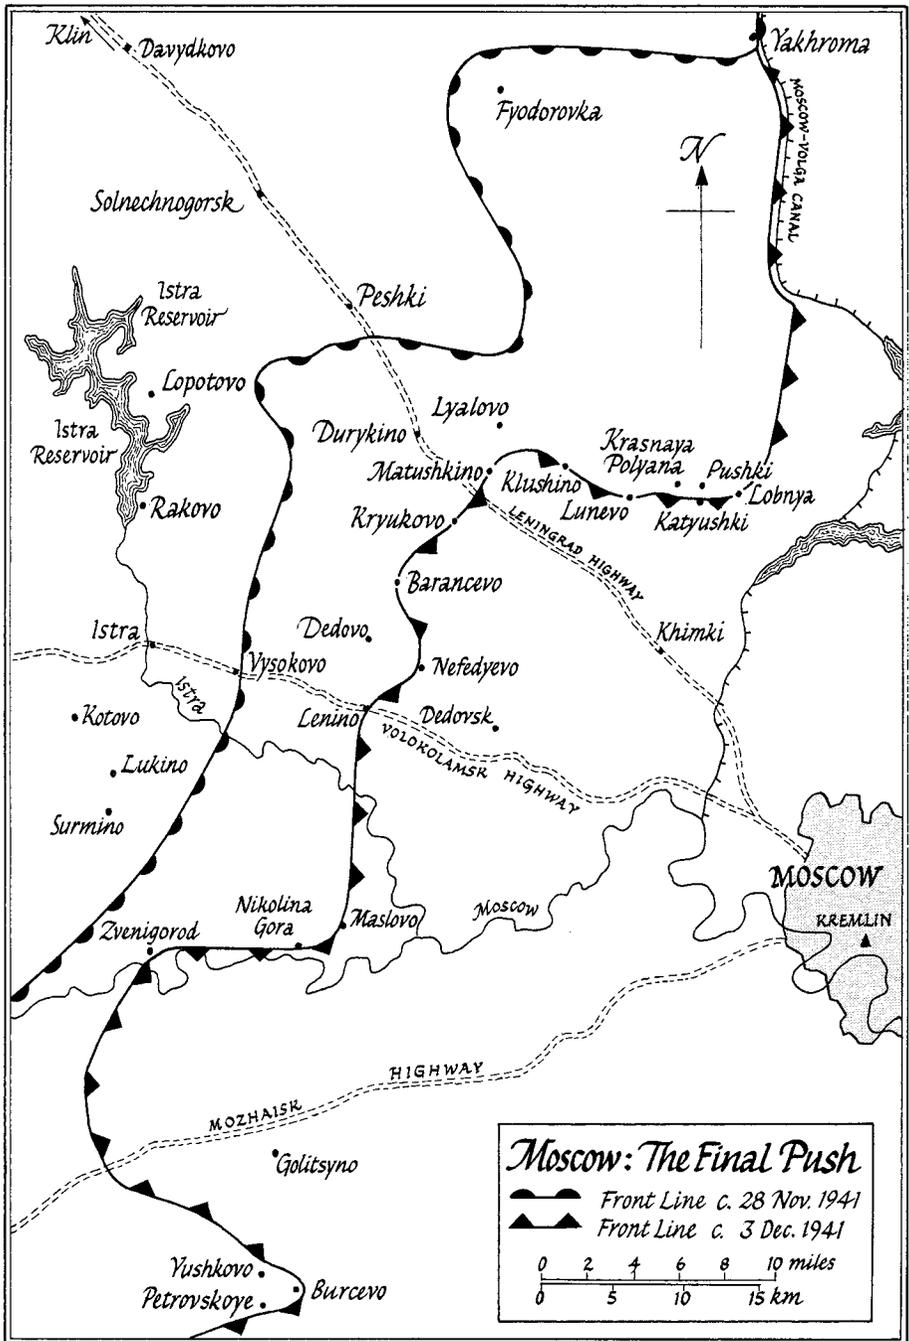 Klin
Davydkovo
Yakhroma
Fyodorovka
MOSCOW-VOLGA CANAL
N
Solnechnogorsk
Istra
Reservoir
Peshki
Lopotovo
Lyalovo
Istra
Reservoir
Durykino
Krasnaya
Polyana
Pushki
Matushkino
Klushino
Lobnya
Rakovo
Lunevo
Katyushki
Kryukovo
LENINGRAD HIGHWAY
Barancevo
Istra
Dedovo
Khimki
Vysokovo
Nefedyevo
Istra
Kotovo
Lenino
Dedovsk
VOLOKOLAMSK HIGHWAY
Lukino
Surmino
MOSCOW
Nikolina
Gora
Maslovo
Moscow
KREMLIN
Zvenigorod
HIGHWAY
MOZHAISK
Golitsyno
Moscow: The Final Push
Front Line c. 28 Nov. 1941
Front Line c. 3 Dec. 1941
0 2 4 6 8 10 miles
0 5 10 15 km
Yushkovo
Petrovskoye
Burcevo